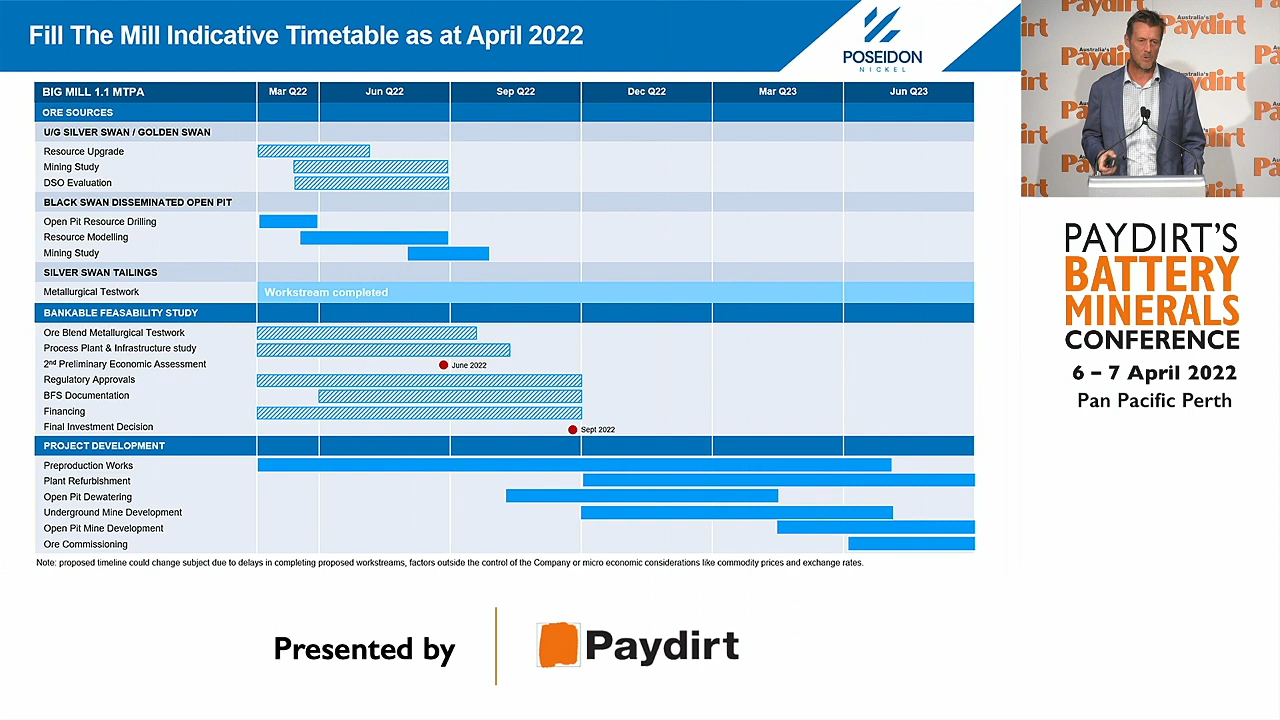 Fill The Mill Indicative Timetable as at April 2022
POSEIDON
NICKEL
BIG MILL 1.1 MTPA Mar Q22 Jun Q22 Sep Q22 Dec Q22 Mar Q23 Jun Q23
ORE SOURCES
U/G SILVER SWAN / GOLDEN SWAN
Resource Upgrade
Mining Study
DSO Evaluation
BLACK SWAN DISSEMINATED OPEN PIT
Open Pit Resource Drilling
Resource Modelling
Mining Study
SILVER SWAN TAILINGS
Metallurgical Testwork Workstream completed
BANKABLE FEASABILITY STUDY
Ore Blend Metallurgical Testwork
Process Plant & Infrastructure study
2nd Preliminary Economic Assessment June 2022
Regulatory Approvals
BFS Documentation
Financing
Final Investment Decision Sept 2022
PROJECT DEVELOPMENT
Preproduction Works
Plant Refurbishment
Open Pit Dewatering
Underground Mine Development
Open Pit Mine Development
Ore Commissioning
Note: proposed timeline could change subject due to delays in completing proposed workstreams, factors outside the control of the Company or micro economic considerations like commodity prices and exchange rates.
Australia's
Paydirt
PAYDIRT'S
BATTERY
MINERALS
CONFERENCE
6 – 7 April 2022
Pan Pacific Perth
Presented by
Paydirt